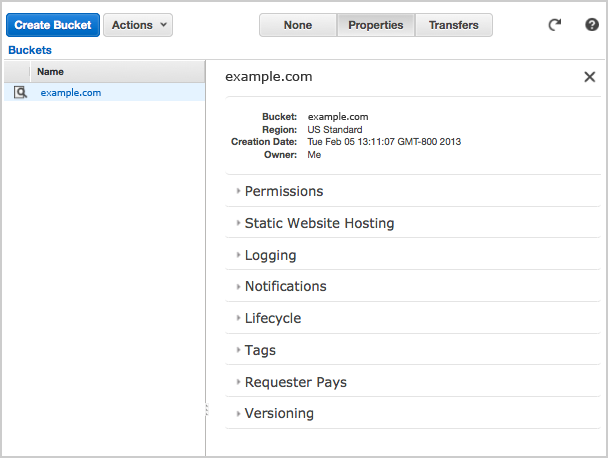 Create Bucket Actions None Properties Transfers ?
Buckets
Name
example.com
example.com
Bucket: example.com
Region: US Standard
Creation Date: Tue Feb 05 13:11:07 GMT-800 2013
Owner: Me
Permissions
Static Website Hosting
Logging
Notifications
Lifecycle
Tags
Requester Pays
Versioning